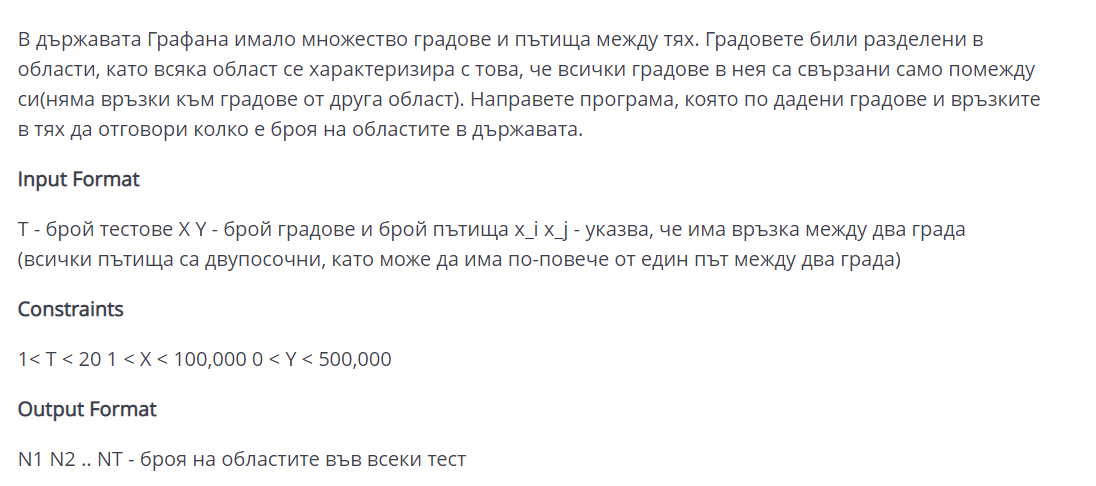 В държавата Графана имало множество градове и пътища между тях. Градовете били разделени в
области, като всяка област се характеризира с това, че всички градове в нея са свързани само помежду
си(няма връзки към градове от друга област). Направете програма, която по дадени градове и връзките
в тях да отговори колко е броя на областите в държавата.
Input Format
T - брой тестове X Y - брой градове и брой пътища x_i x_j - указва, че има връзка между два града
(всички пътища са двупосочни, като може да има по-повече от един път между два града)
Constraints
1< T < 20 1 < X < 100,000 0 < Y < 500,000
Output Format
N1 N2 .. NT - броя на областите във всеки тест